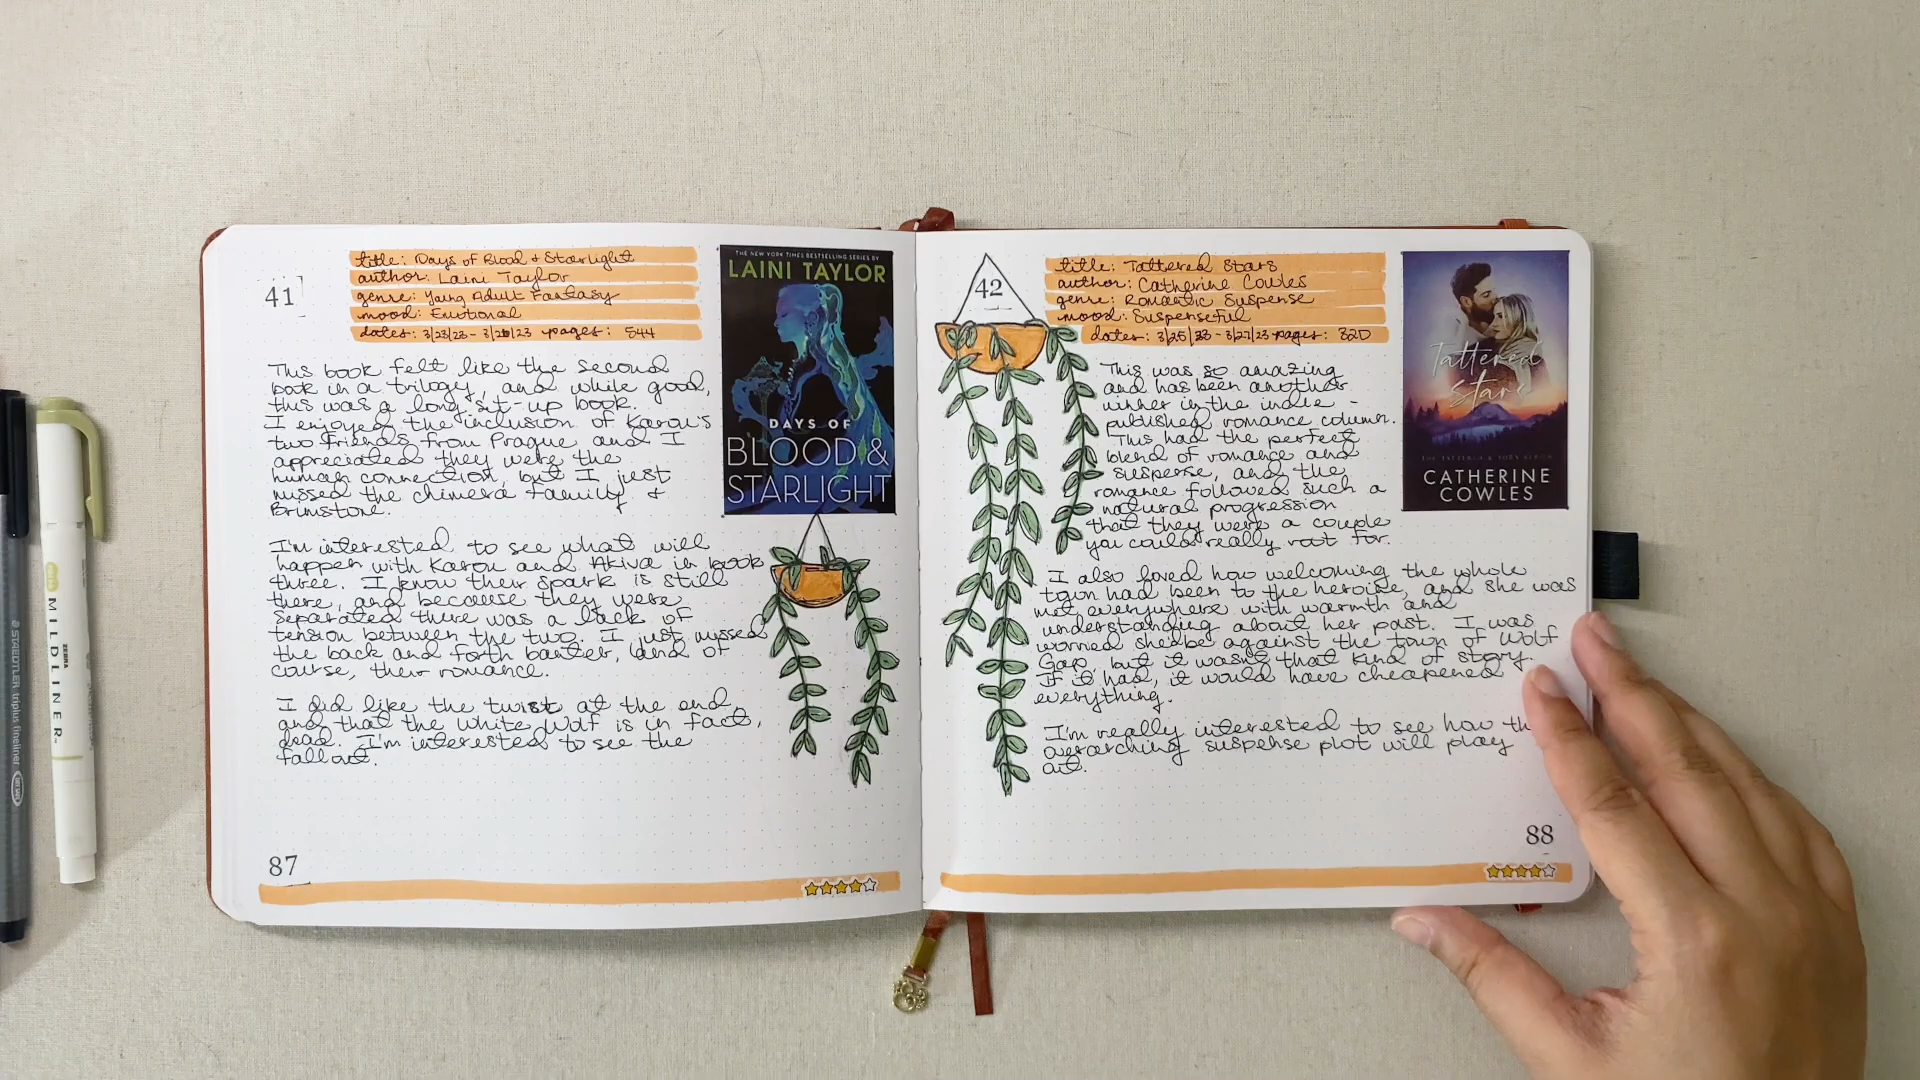 41
title: Days of Blood & Starlight
author: Laini Taylor
genre: Young Adult Fantasy
mood: Emotional
dates: 3/23/23 - 3/26/23 pages: 544
THE NEW YORK TIMES BESTSELLING SERIES BY
LAINI TAYLOR
DAYS OF
BLOOD &
STARLIGHT
This book felt like the second
book in a trilogy, and while good,
this was a long set-up book.
I enjoyed the inclusion of Karou's
two friends from Prague and I
appreciated they were the
human connection, but I just
missed the chimera family &
Brimstone.
I'm interested to see what will
happen with Karou and Akiva in book
three. I know their spark is still
there, and because they were
separated there was a lack of
tension between the two. I just missed
the back and forth banter, and of
course, their romance.
I did like the twist at the end,
and that the White Wolf is in fact,
dead. I'm interested to see the
fall out.
87
42
title: Tattered Stars
author: Catherine Cowles
genre: Romantic Suspense
mood: Suspenseful
dates: 3/25/23 - 3/27/23 pages: 320
Tattered
Stars
CATHERINE
COWLES
This was so amazing
and has been another
winner in the indie -
published romance column.
This had the perfect
blend of romance and
suspense, and the
romance followed such a
natural progression
that they were a couple
you could really root for.
I also loved how welcoming the whole
town had been to the heroine, and she was
met everywhere with warmth and
understanding about her past. I was
worried she'd be against the town of Wolf
Gap, but it wasn't that kind of story.
If it had, it would have cheapened
everything.
I'm really interested to see how th
overarching suspense plot will play
out.
88
STAEDTLER triplus fineliner
ZEBRA
MILDLINER